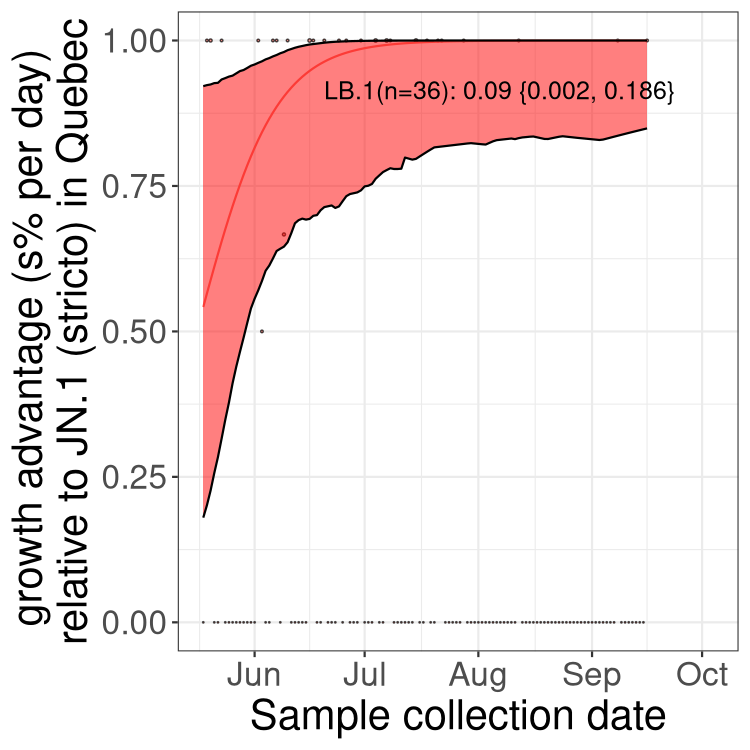 growth advantage (s% per day)
relative to JN.1 (stricto) in Quebec
1.00
0.75
0.50
0.25
0.00
LB.1(n=36): 0.09 {0.002, 0.186}
Jun Jul Aug Sep Oct
Sample collection date